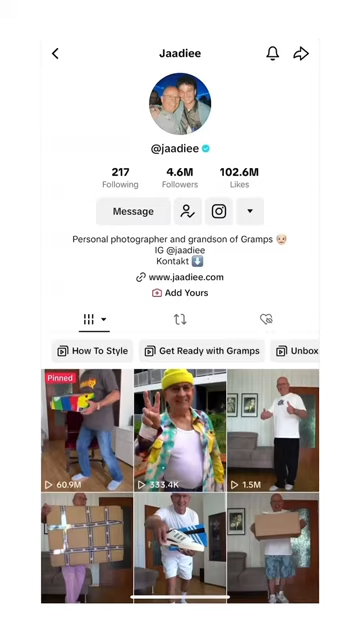 Jaadiee
@jaadiee
217 4.6M 102.6M
Following Followers Likes
Message
Personal photographer and grandson of Gramps 👴🏻
IG @jaadiee
Kontakt ⬇️
www.jaadiee.com
Add Yours
How To Style Get Ready with Gramps Unbox
Pinned
60.9M 333.4K 1.5M